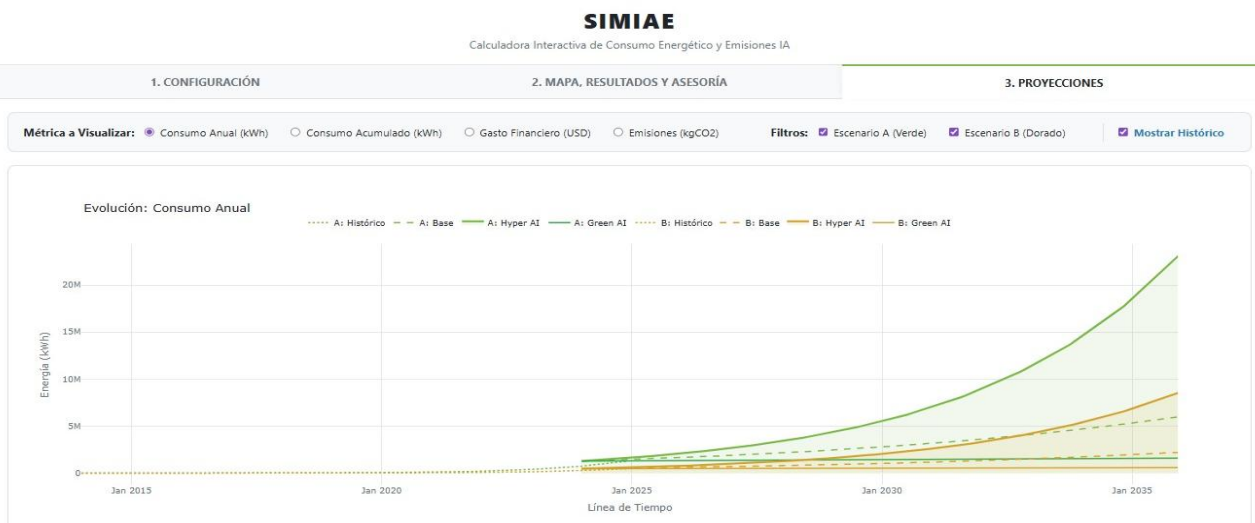 SIMIAE
Calculadora Interactiva de Consumo Energético y Emisiones IA
1. CONFIGURACIÓN 2. MAPA, RESULTADOS Y ASESORÍA 3. PROYECCIONES
Métrica a Visualizar: Consumo Anual (kWh) Consumo Acumulado (kWh) Gasto Financiero (USD) Emisiones (kgCO2) Filtros: Escenario A (Verde) Escenario B (Dorado) Mostrar Histórico
Evolución: Consumo Anual
A: Histórico A: Base A: Hyper AI A: Green AI B: Histórico B: Base B: Hyper AI B: Green AI
20M
15M
10M
5M
0
Energía (kWh)
Jan 2015 Jan 2020 Jan 2025 Jan 2030 Jan 2035
Línea de Tiempo